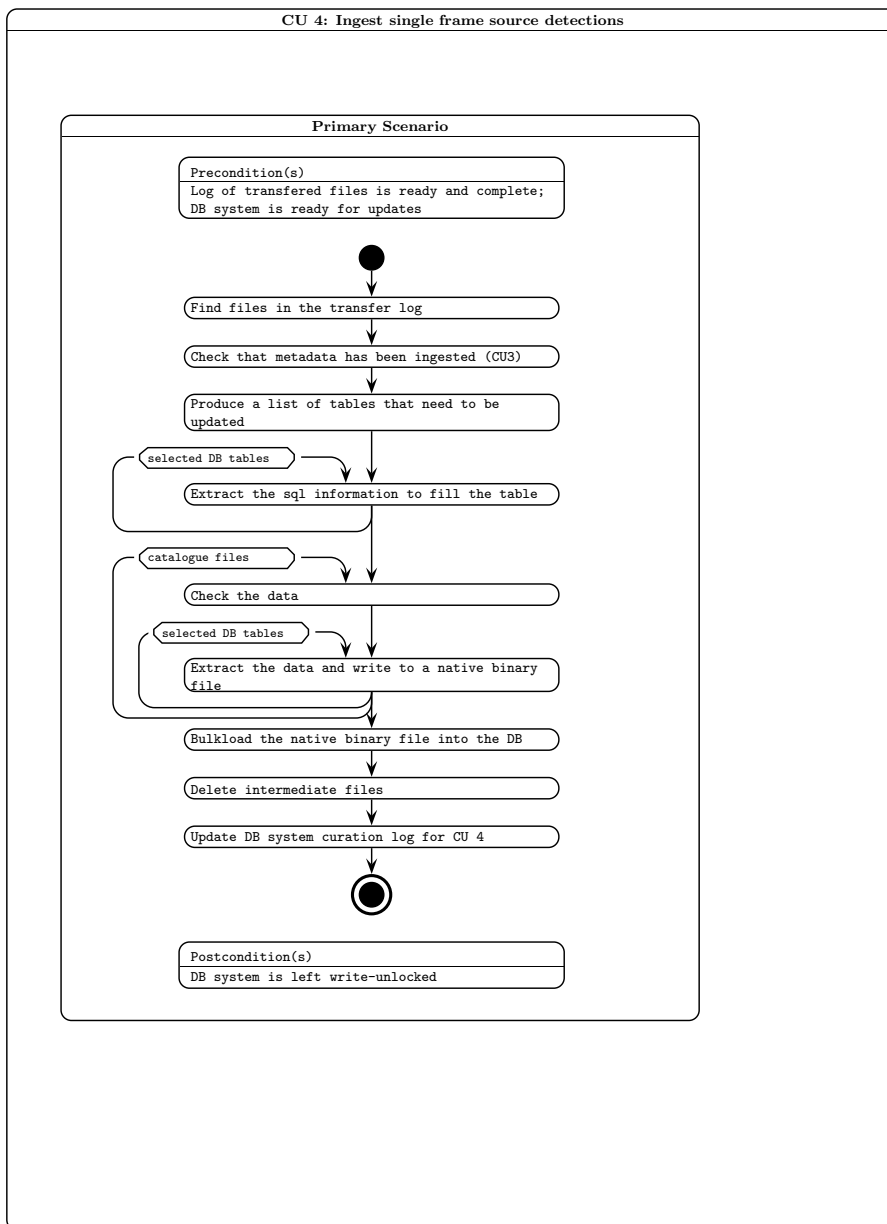 CU 4: Ingest single frame source detections
Primary Scenario
Precondition(s)
Log of transfered files is ready and complete;
DB system is ready for updates
Find files in the transfer log
Check that metadata has been ingested (CU3)
Produce a list of tables that need to be
updated
selected DB tables
Extract the sql information to fill the table
catalogue files
Check the data
selected DB tables
Extract the data and write to a native binary
file
Bulkload the native binary file into the DB
Delete intermediate files
Update DB system curation log for CU 4
Postcondition(s)
DB system is left write-unlocked